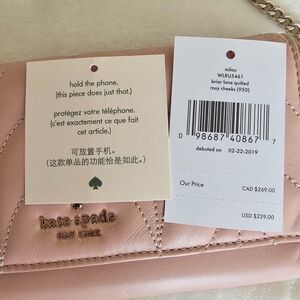 hold the phone.
(this piece does just that.)
protégez votre téléphone.
(c'est exactement ce que fait
cet article.)
可放置手机。
(这款单品的功能恰是如此。)
kate spade
NEW YORK
milou
WLRU5461
briar lane quilted
rosy cheeks (950)
0 98687 40867 7
debuted on 02-22-2019
Our Price
CAD $269.00
USD $229.00